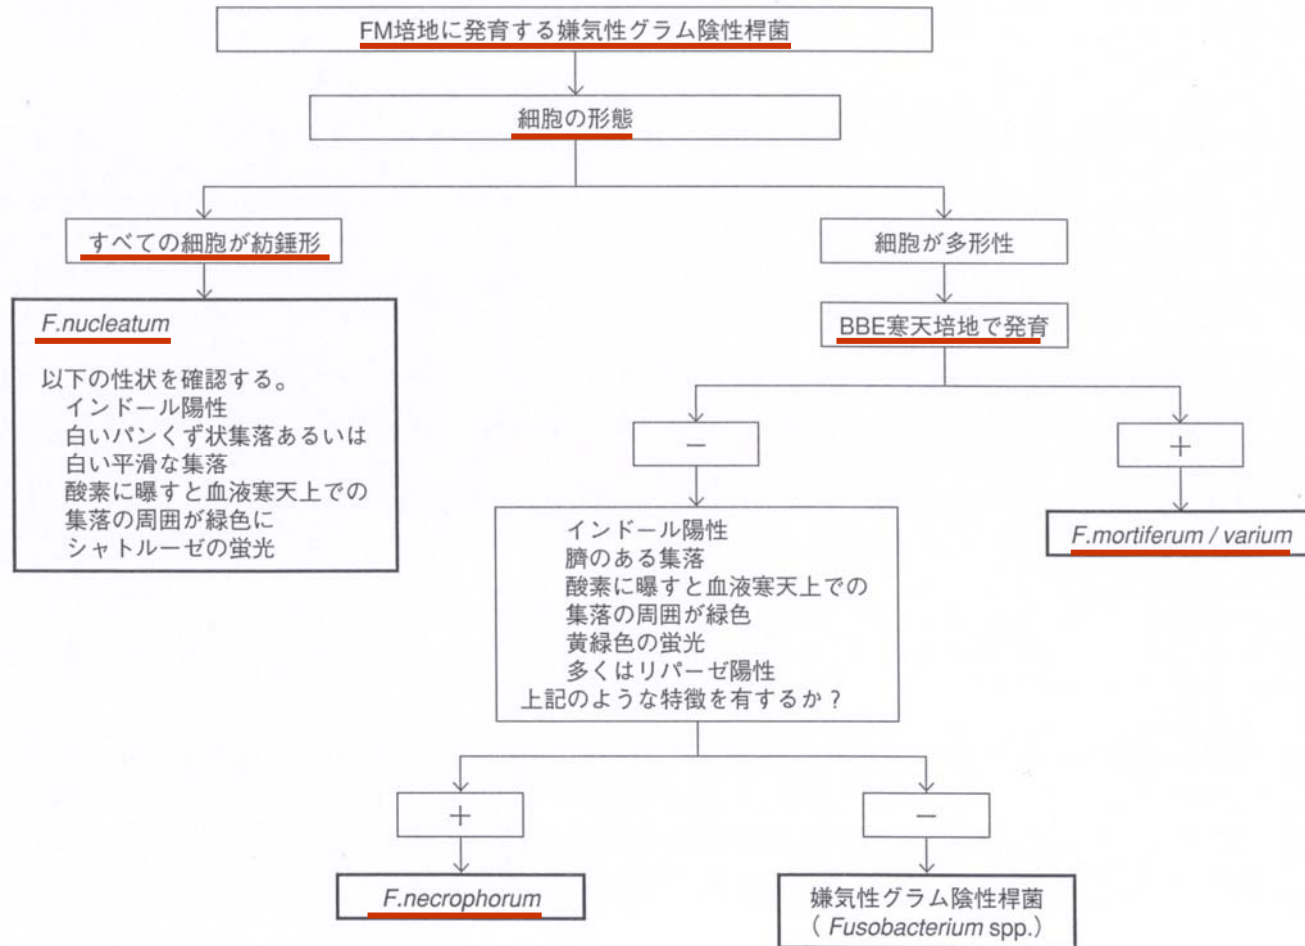 FM培地に発育する嫌気性グラム陰性桿菌
細胞の形態
すべての細胞が紡錘形
細胞が多形性
F.nucleatum
以下の性状を確認する。
インドール陽性
白いパンくず状集落あるいは
白い平滑な集落
酸素に曝すと血液寒天上での
集落の周囲が緑色に
シャトルーゼの蛍光
BBE寒天培地で発育
−
+
F.mortiferum / varium
インドール陽性
臍のある集落
酸素に曝すと血液寒天上での
集落の周囲が緑色
黄緑色の蛍光
多くはリパーゼ陽性
上記のような特徴を有するか？
+
−
F.necrophorum
嫌気性グラム陰性桿菌
（ Fusobacterium spp.）